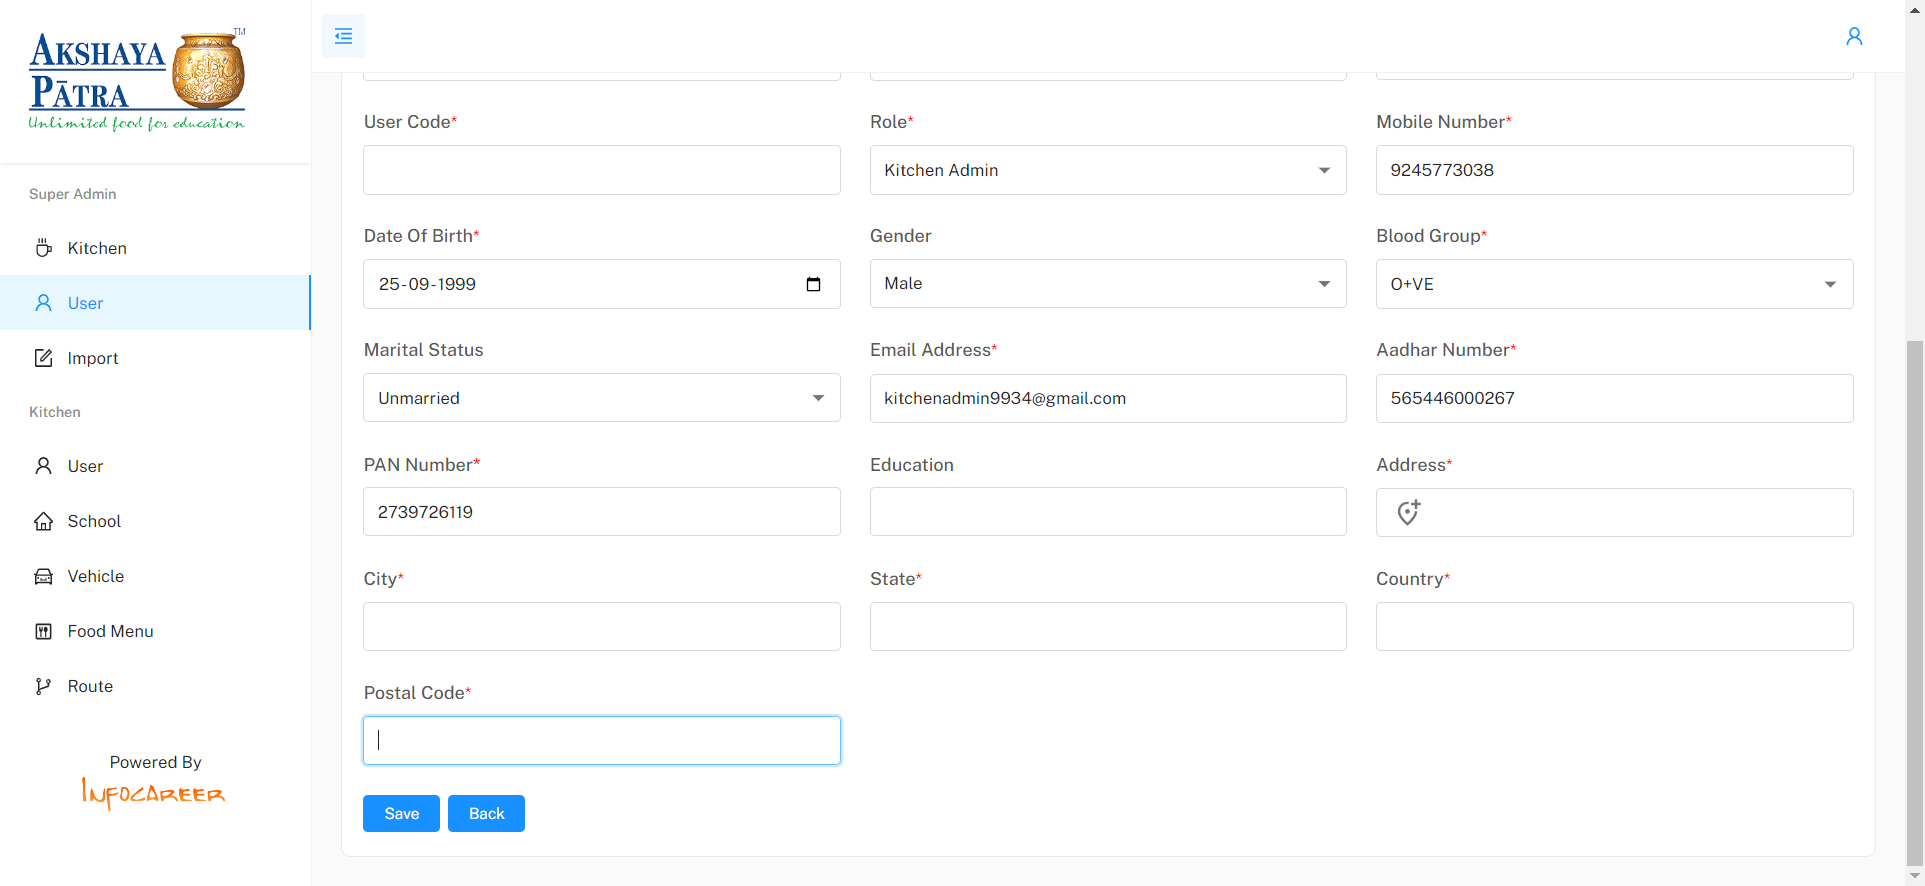 AKSHAYA
PĀTRA
TM
Unlimited food for education
Super Admin
Kitchen
User
Import
Kitchen
User
School
Vehicle
Food Menu
Route
Powered By
INFOCAREER
User Code*
Role*
Mobile Number*
Kitchen Admin
9245773038
Date Of Birth*
Gender
Blood Group*
25-09-1999
Male
O+VE
Marital Status
Email Address*
Aadhar Number*
Unmarried
kitchenadmin9934@gmail.com
565446000267
PAN Number*
Education
Address*
2739726119
City*
State*
Country*
Postal Code*
Save
Back